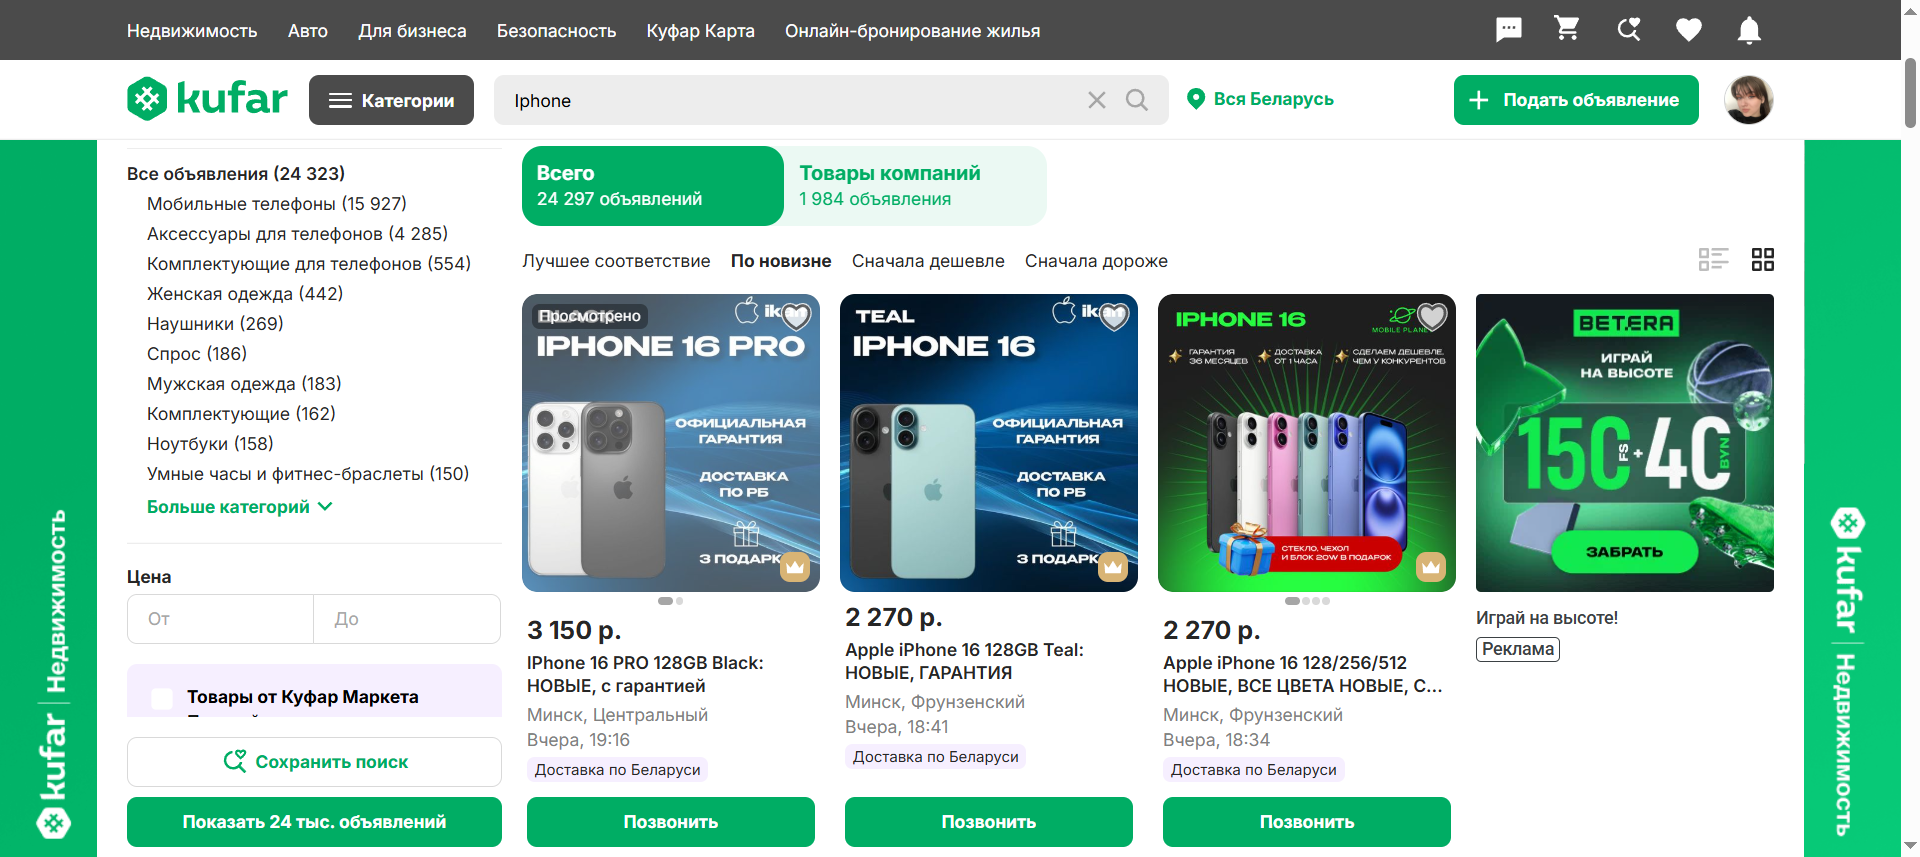 Недвижимость
Авто
Для бизнеса
Безопасность
Куфар Карта
Онлайн-бронирование жилья
kufar
Категории
Iphone
Вся Беларусь
Подать объявление
Все объявления (24 323)
Мобильные телефоны (15 927)
Аксессуары для телефонов (4 285)
Комплектующие для телефонов (554)
Женская одежда (442)
Наушники (269)
Спрос (186)
Мужская одежда (183)
Комплектующие (162)
Ноутбуки (158)
Умные часы и фитнес-браслеты (150)
Больше категорий
Цена
От
До
Товары от Куфар Маркета
Сохранить поиск
Показать 24 тыс. объявлений
Всего
24 297 объявлений
Товары компаний
1 984 объявления
Лучшее соответствие
По новизне
Сначала дешевле
Сначала дороже
Просмотрено
IPHONE 16 PRO
ОФИЦИАЛЬНАЯ
ГАРАНТИЯ
ДОСТАВКА
ПО РБ
3 ПОДАРК
3 150 р.
IPhone 16 PRO 128GB Black:
НОВЫЕ, с гарантией
Минск, Центральный
Вчера, 19:16
Доставка по Беларуси
Позвонить
TEAL
IPHONE 16
ОФИЦИАЛЬНАЯ
ГАРАНТИЯ
ДОСТАВКА
ПО РБ
3 ПОДАРК
2 270 р.
Apple iPhone 16 128GB Teal:
НОВЫЕ, ГАРАНТИЯ
Минск, Фрунзенский
Вчера, 18:41
Доставка по Беларуси
Позвонить
IPHONE 16
MOBILE PLANE
ГАРАНТИЯ
36 МЕСЯЦЕВ
ДОСТАВКА
ОТ 1 ЧАСА
СДЕЛАЕМ ДЕШЕВЛЕ,
ЧЕМ У КОНКУРЕНТОВ
СТЕКЛО, ЧЕХОЛ
И БЛОК 20W В ПОДАРОК
2 270 р.
Apple iPhone 16 128/256/512
НОВЫЕ, ВСЕ ЦВЕТА НОВЫЕ, С...
Минск, Фрунзенский
Вчера, 18:34
Доставка по Беларуси
Позвонить
BETERA
ИГРАЙ
НА ВЫСОТЕ
150 FS + 40 BYN
ЗАБРАТЬ
Играй на высоте!
Реклама
kufar | Недвижимость
kufar | Недвижимость